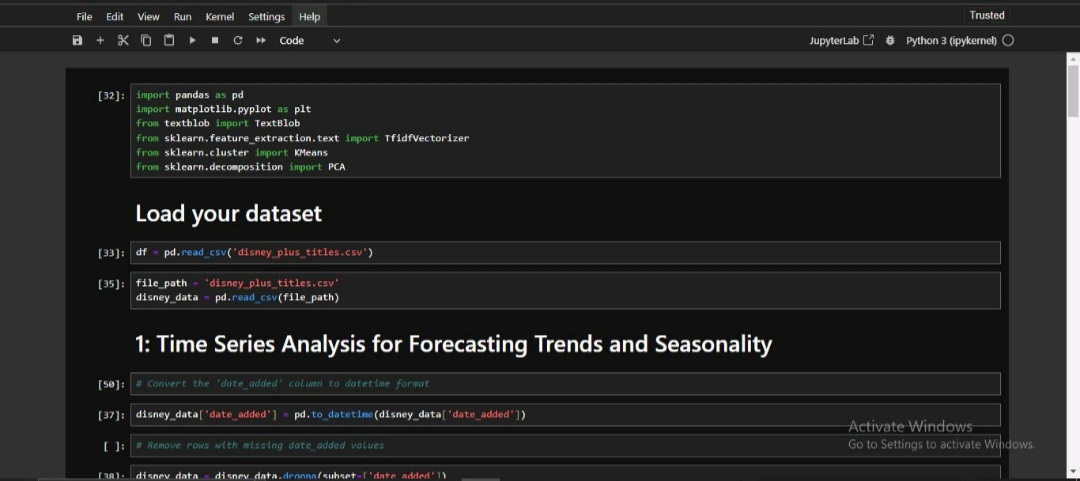 File Edit View Run Kernel Settings Help Trusted
Code JupyterLab Python 3 (ipykernel)
[32]: import pandas as pd
import matplotlib.pyplot as plt
from textblob import TextBlob
from sklearn.feature_extraction.text import TfidfVectorizer
from sklearn.cluster import KMeans
from sklearn.decomposition import PCA
Load your dataset
[33]: df = pd.read_csv('disney_plus_titles.csv')
[35]: file_path = 'disney_plus_titles.csv'
disney_data = pd.read_csv(file_path)
1: Time Series Analysis for Forecasting Trends and Seasonality
[50]: # Convert the 'date_added' column to datetime format
[37]: disney_data['date_added'] = pd.to_datetime(disney_data['date_added'])
[ ]: # Remove rows with missing date_added values
[38]: disney_data = disney_data.dropna(subset=['date_added'])
Activate Windows
Go to Settings to activate Windows.